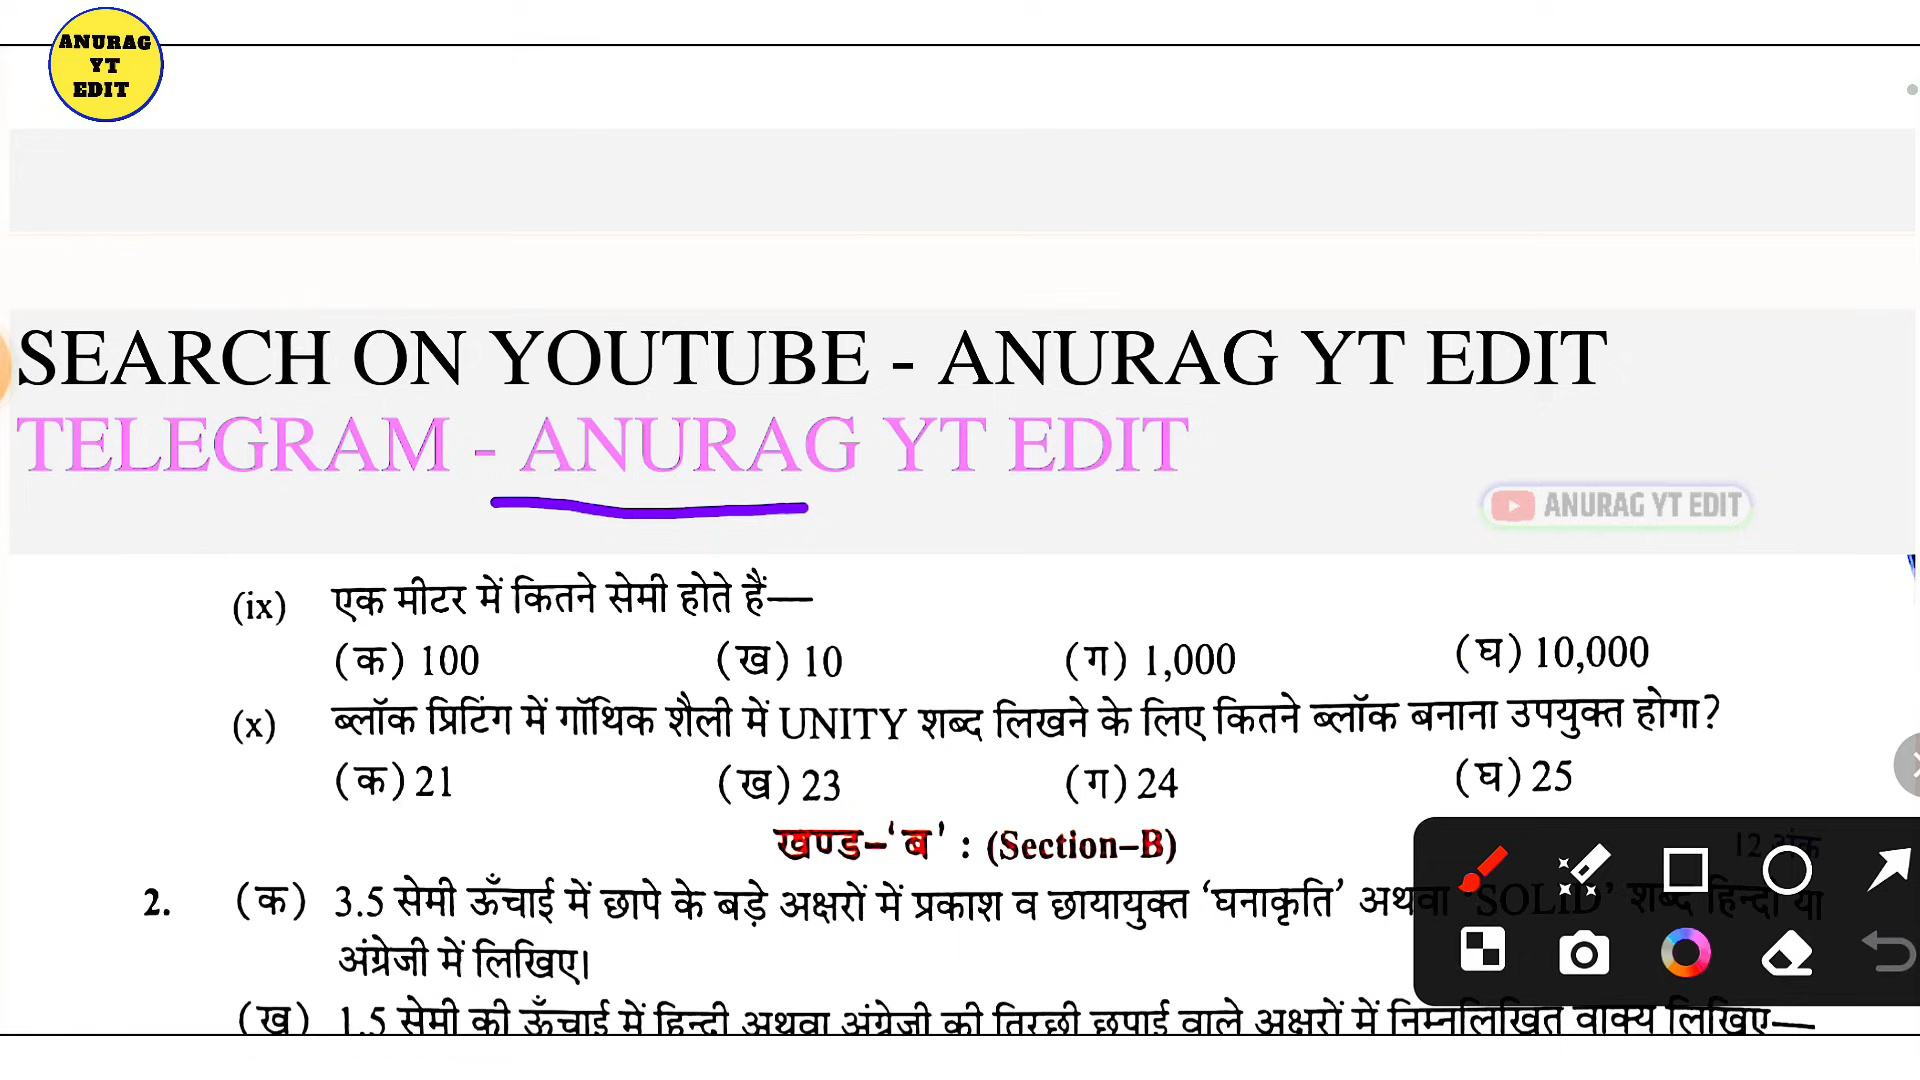 ANURAG
YT
EDIT
SEARCH ON YOUTUBE - ANURAG YT EDIT
TELEGRAM - ANURAG YT EDIT
ANURAG YT EDIT
(ix) एक मीटर में कितने सेमी होते हैं—
(क) 100 (ख) 10 (ग) 1,000 (घ) 10,000
(x) ब्लॉक प्रिटिंग में गॉथिक शैली में UNITY शब्द लिखने के लिए कितने ब्लॉक बनाना उपयुक्त होगा?
(क) 21 (ख) 23 (ग) 24 (घ) 25
खण्ड–‘ब’ : (Section–B)
12 अंक
2. (क) 3.5 सेमी ऊँचाई में छापे के बड़े अक्षरों में प्रकाश व छायायुक्त ‘घनाकृति’ अथवा ‘SOLID’ शब्द हिन्दी या
अंग्रेजी में लिखिए।
(ख) 1.5 सेमी की ऊँचाई में हिन्दी अथवा अंग्रेजी की तिरछी छपाई वाले अक्षरों में निम्नलिखित वाक्य लिखिए—